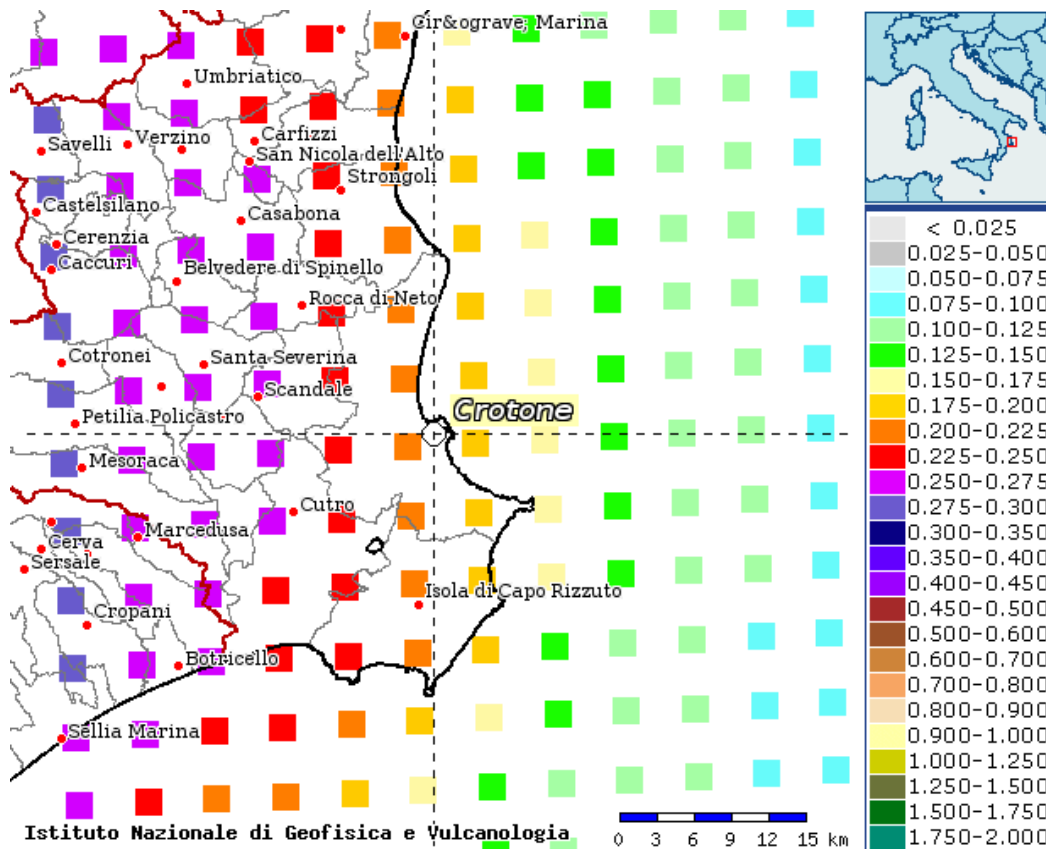 Cir&ograve; Marina
Umbriatico
Savelli
Verzino
Carfizzi
San Nicola dell'Alto
Strongoli
Castelsilano
Casabona
Cerenzia
Caccuri
Belvedere di Spinello
Rocca di Neto
Cotronei
Santa Severina
Scandale
Petilia Policastro
Crotone
Mesoraca
Cutro
Marcedusa
Cerva
Sersale
Isola di Capo Rizzuto
Cropani
Botricello
Sellia Marina
Istituto Nazionale di Geofisica e Vulcanologia
0 3 6 9 12 15 km
< 0.025
0.025-0.050
0.050-0.075
0.075-0.100
0.100-0.125
0.125-0.150
0.150-0.175
0.175-0.200
0.200-0.225
0.225-0.250
0.250-0.275
0.275-0.300
0.300-0.350
0.350-0.400
0.400-0.450
0.450-0.500
0.500-0.600
0.600-0.700
0.700-0.800
0.800-0.900
0.900-1.000
1.000-1.250
1.250-1.500
1.500-1.750
1.750-2.000